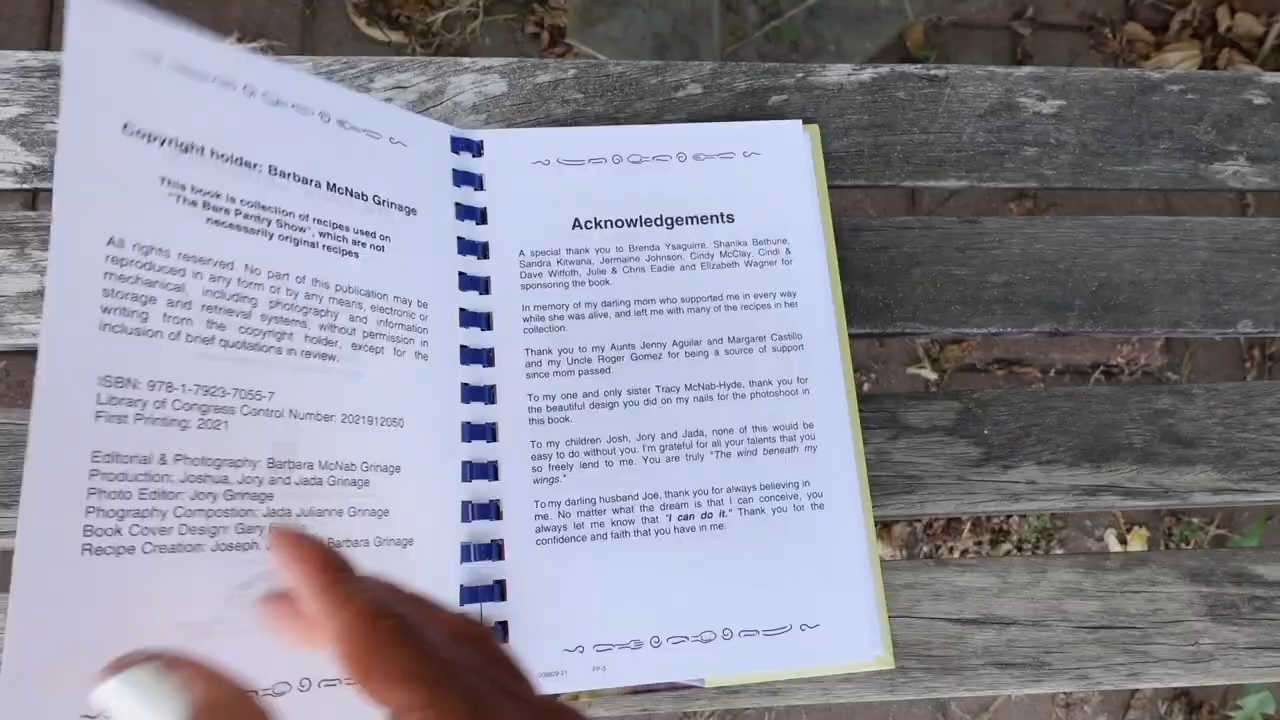 Copyright holder: Barbara McNab Grinage
This book is collection of recipes used on
"The Bare Pantry Show", which are not
necessarily original recipes
All rights reserved. No part of this publication may be
reproduced in any form or by any means, electronic or
mechanical, including photography and information
storage and retrieval systems, without permission in
writing from the copyright holder, except for the
inclusion of brief quotations in review.
ISBN: 978-1-7923-7055-7
Library of Congress Control Number: 2021912050
First Printing: 2021
Editorial & Photography: Barbara McNab Grinage
Production: Joshua, Jory and Jada Grinage
Photo Editor: Jory Grinage
Phography Compostion: Jada Julianne Grinage
Book Cover Design: Gary
Recipe Creation: Joseph, Barbara Grinage
Acknowledgements
A special thank you to Brenda Ysaguirre, Shanika Bethune,
Sandra Kitwana, Jermaine Johnson, Cindy McClay, Cindi &
Dave Witfoth, Julie & Chris Eadie and Elizabeth Wagner for
sponsoring the book.
In memory of my darling mom who supported me in every way
while she was alive, and left me with many of the recipes in her
collection.
Thank you to my Aunts Jenny Aguilar and Margaret Castillo
and my Uncle Roger Gomez for being a source of support
since mom passed.
To my one and only sister Tracy McNab-Hyde, thank you for
the beautiful design you did on my nails for the photoshoot in
this book.
To my children Josh, Jory and Jada, none of this would be
easy to do without you. I'm grateful for all your talents that you
so freely lend to me. You are truly "The wind beneath my
wings."
To my darling husband Joe, thank you for always believing in
me. No matter what the dream is that I can conceive, you
always let me know that "I can do it." Thank you for the
confidence and faith that you have in me.
PP-3